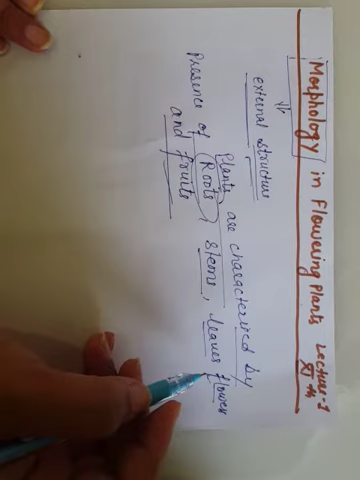 Morphology in Flowering Plants Lecture-1
XI th
external structure
Plants are characterized by
Presence of Roots, stems, leaves flower
and fruits